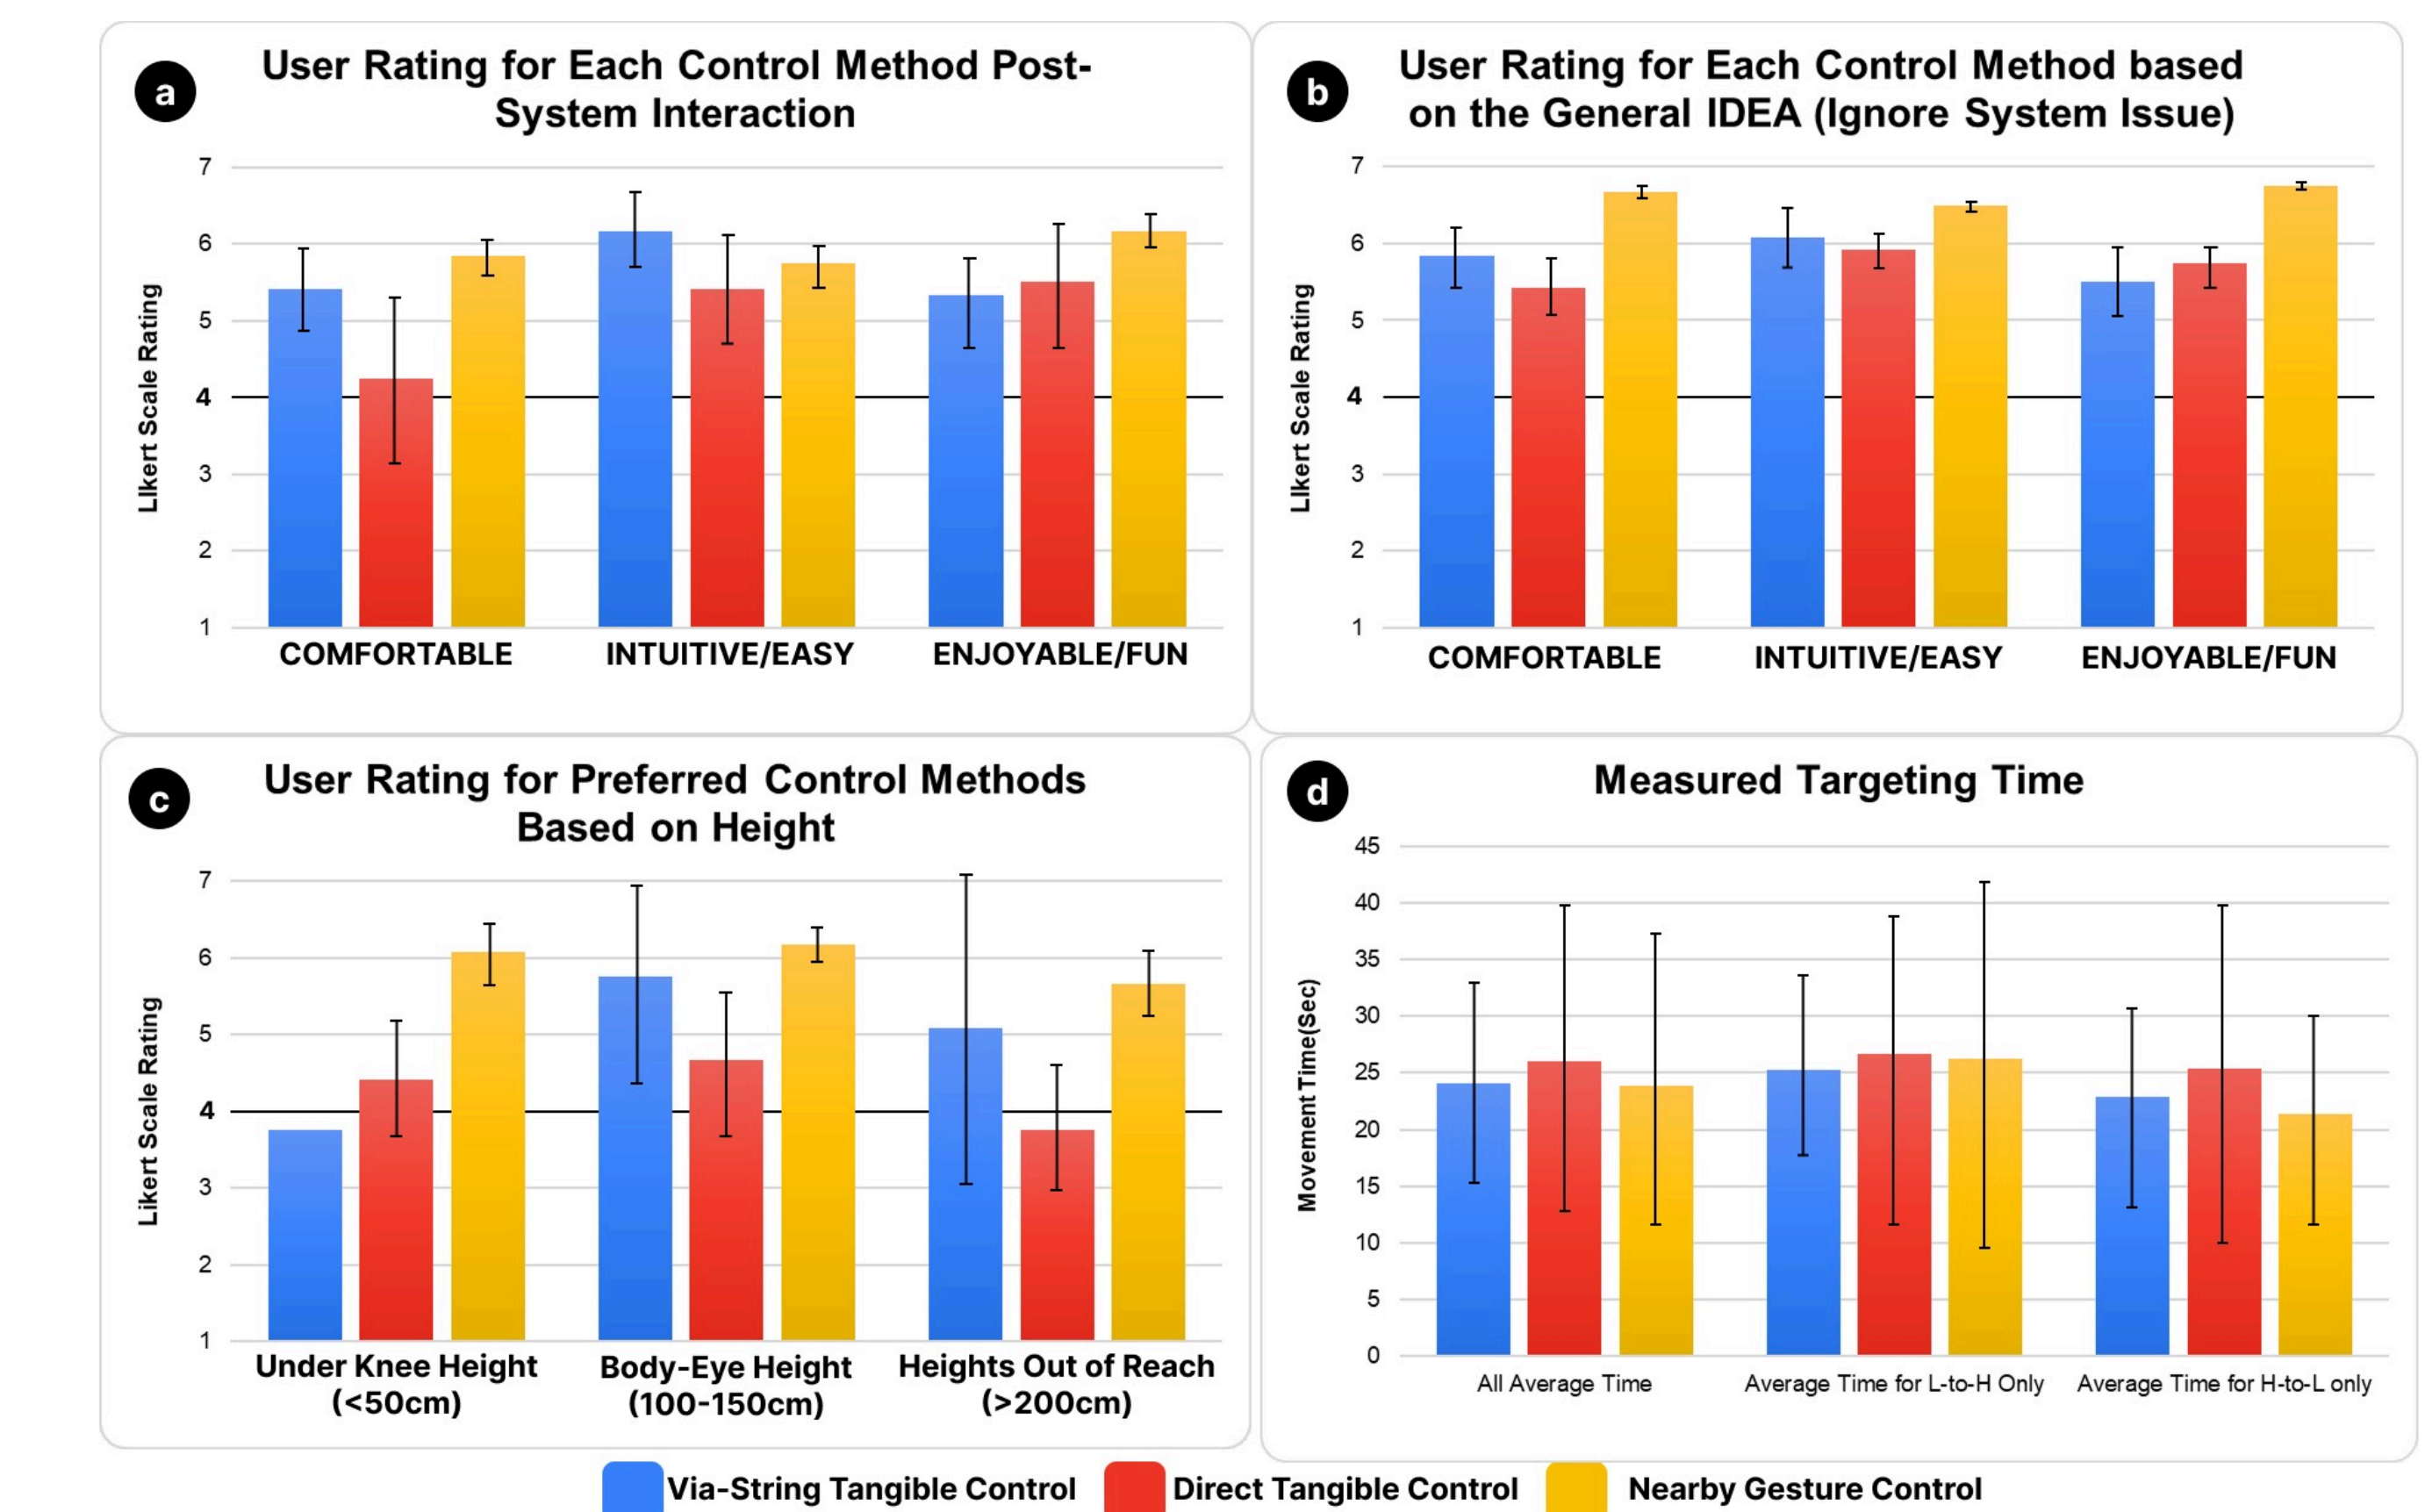 a
User Rating for Each Control Method Post-
System Interaction
LIkert Scale Rating
7
6
5
4
3
2
1
COMFORTABLE INTUITIVE/EASY ENJOYABLE/FUN
b
User Rating for Each Control Method based
on the General IDEA (Ignore System Issue)
LIkert Scale Rating
7
6
5
4
3
2
1
COMFORTABLE INTUITIVE/EASY ENJOYABLE/FUN
c
User Rating for Preferred Control Methods
Based on Height
Likert Scale Rating
7
6
5
4
3
2
1
Under Knee Height Body-Eye Height Heights Out of Reach
(<50cm) (100-150cm) (>200cm)
d
Measured Targeting Time
Movement Time(Sec)
45
40
35
30
25
20
15
10
5
0
All Average Time Average Time for L-to-H Only Average Time for H-to-L only
Via-String Tangible Control Direct Tangible Control Nearby Gesture Control